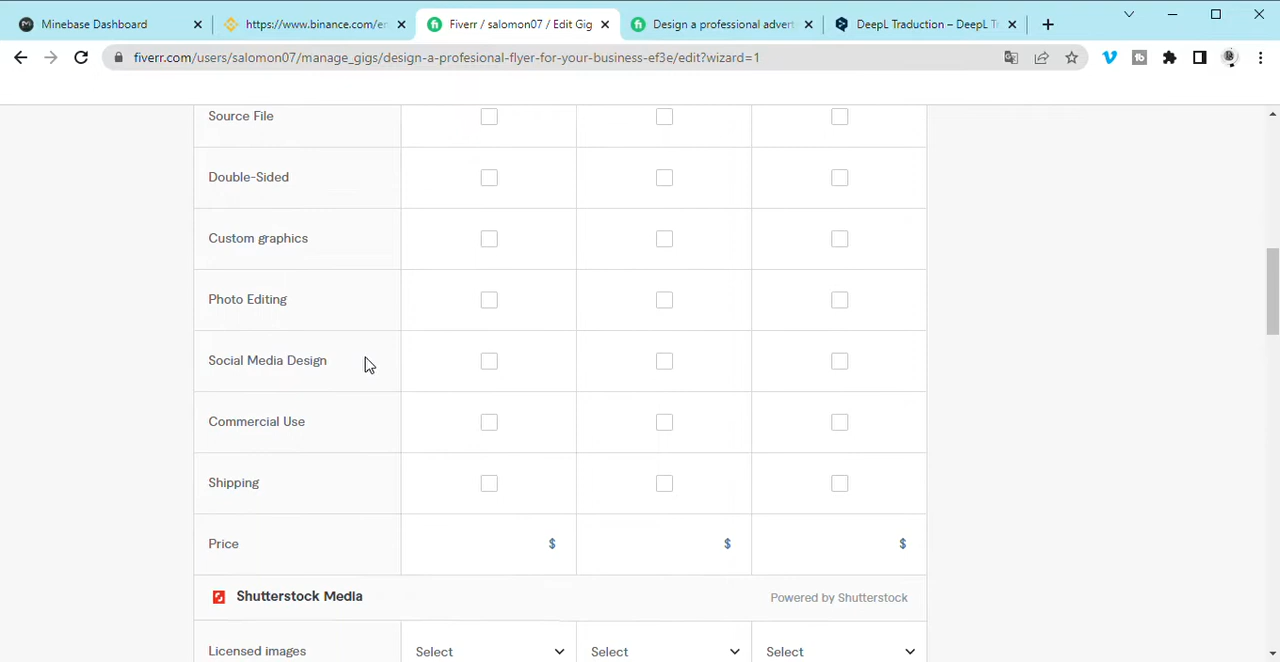 Minebase Dashboard
https://www.binance.com/en
Fiverr / salomon07 / Edit Gig
Design a professional advert
DeepL Traduction – DeepL Tr
fiverr.com/users/salomon07/manage_gigs/design-a-profesional-flyer-for-your-business-ef3e/edit?wizard=1
Source File
Double-Sided
Custom graphics
Photo Editing
Social Media Design
Commercial Use
Shipping
Price $ $ $
Shutterstock Media Powered by Shutterstock
Licensed images Select Select Select